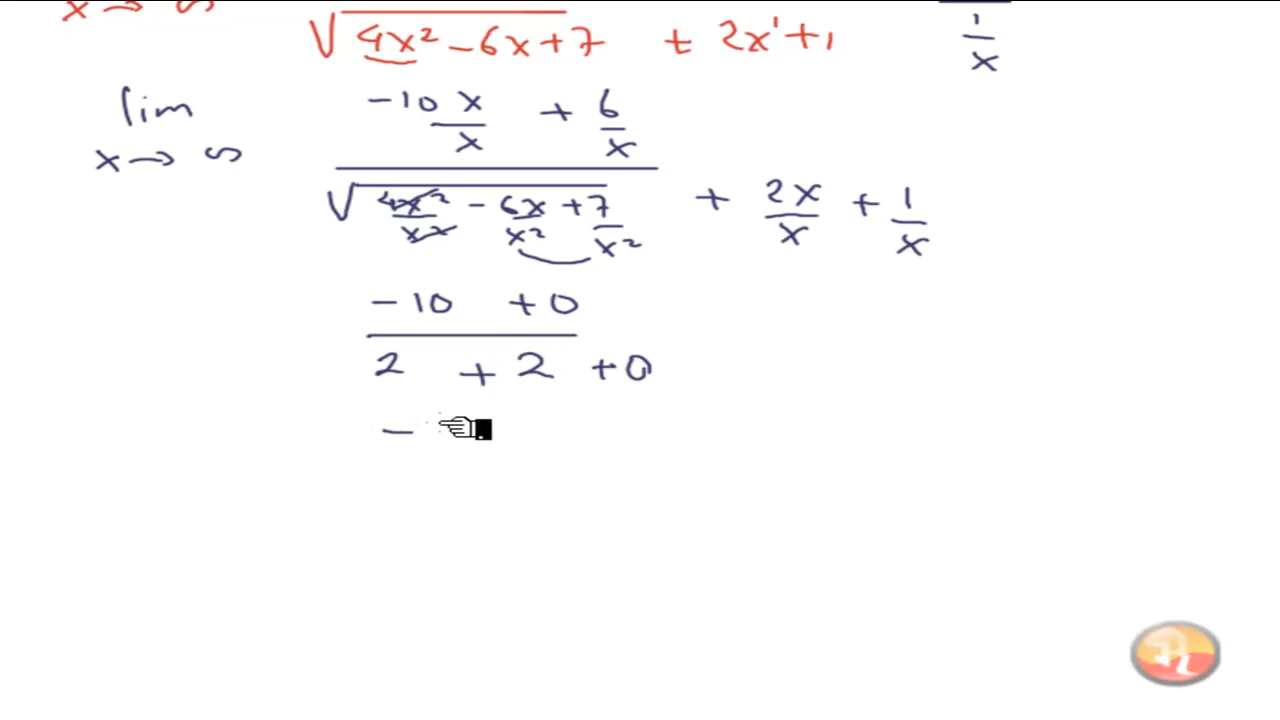 x → ∞
√4x² - 6x + 7 + 2x¹ + 1
1
x
lim
x → ∞
-10 x + 6
x x
√4x² - 6x + 7 + 2x + 1
xx x² x² x x
-10 + 0
2 + 2 + 0
-